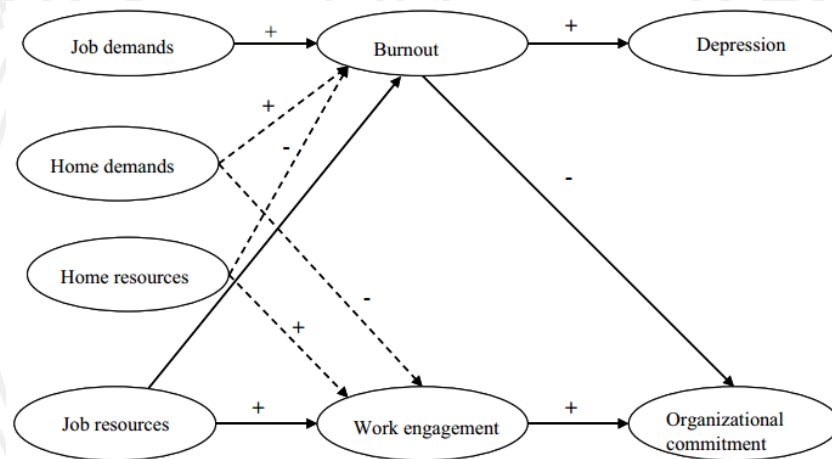 +
+
Job demands
Burnout
Depression
+
-
Home demands
-
Home resources
-
+
+
+
Job resources
Work engagement
Organizational
commitment